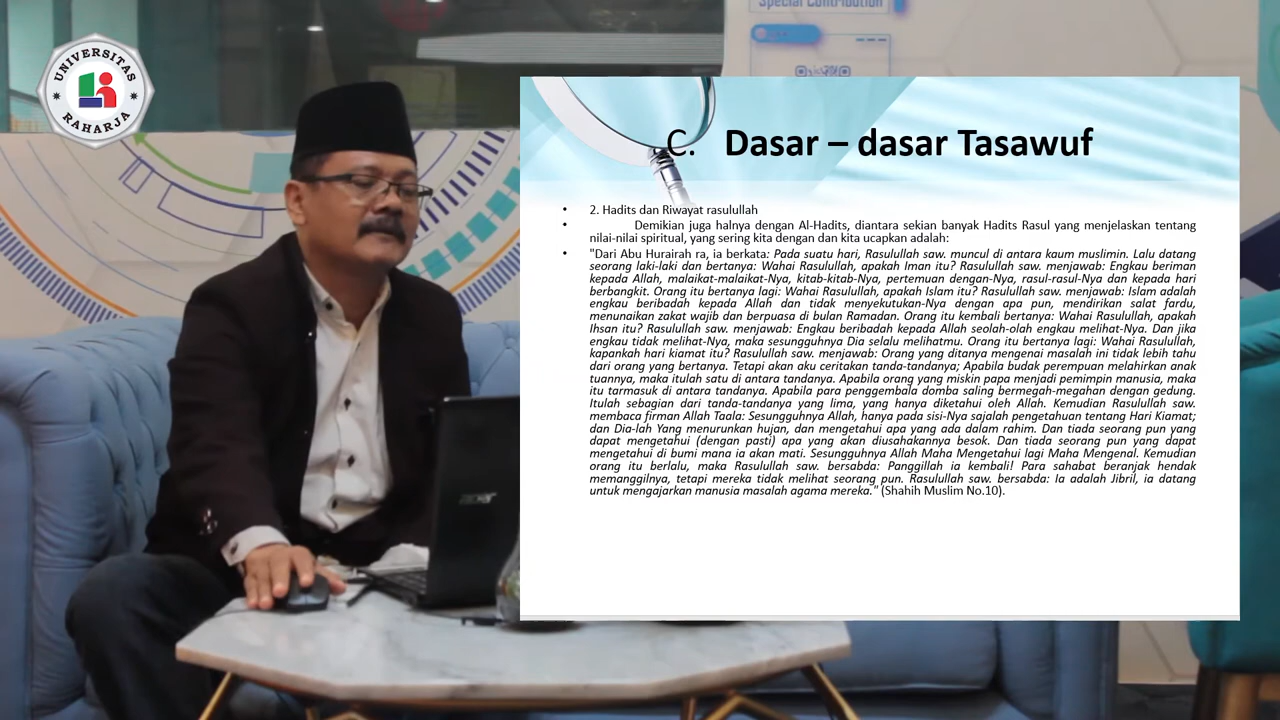 Special Contribution
UNIVERSITAS
RAHARJA
C. Dasar – dasar Tasawuf
• 2. Hadits dan Riwayat rasulullah
• Demikian juga halnya dengan Al-Hadits, diantara sekian banyak Hadits Rasul yang menjelaskan tentang
nilai-nilai spiritual, yang sering kita dengan dan kita ucapkan adalah:
• "Dari Abu Hurairah ra, ia berkata: Pada suatu hari, Rasulullah saw. muncul di antara kaum muslimin. Lalu datang
seorang laki-laki dan bertanya: Wahai Rasulullah, apakah Iman itu? Rasulullah saw. menjawab: Engkau beriman
kepada Allah, malaikat-malaikat-Nya, kitab-kitab-Nya, pertemuan dengan-Nya, rasul-rasul-Nya dan kepada hari
berbangkit. Orang itu bertanya lagi: Wahai Rasulullah, apakah Islam itu? Rasulullah saw. menjawab: Islam adalah
engkau beribadah kepada Allah dan tidak menyekutukan-Nya dengan apa pun, mendirikan salat fardu,
menunaikan zakat wajib dan berpuasa di bulan Ramadan. Orang itu kembali bertanya: Wahai Rasulullah, apakah
Ihsan itu? Rasulullah saw. menjawab: Engkau beribadah kepada Allah seolah-olah engkau melihat-Nya. Dan jika
engkau tidak melihat-Nya, maka sesungguhnya Dia selalu melihatmu. Orang itu bertanya lagi: Wahai Rasulullah,
kapankah hari kiamat itu? Rasulullah saw. menjawab: Orang yang ditanya mengenai masalah ini tidak lebih tahu
dari orang yang bertanya. Tetapi akan aku ceritakan tanda-tandanya; Apabila budak perempuan melahirkan anak
tuannya, maka itulah satu di antara tandanya. Apabila orang yang miskin papa menjadi pemimpin manusia, maka
itu tarmasuk di antara tandanya. Apabila para penggembala domba saling bermegah-megahan dengan gedung.
Itulah sebagian dari tanda-tandanya yang lima, yang hanya diketahui oleh Allah. Kemudian Rasulullah saw.
membaca firman Allah Taala: Sesungguhnya Allah, hanya pada sisi-Nya sajalah pengetahuan tentang Hari Kiamat;
dan Dia-lah Yang menurunkan hujan, dan mengetahui apa yang ada dalam rahim. Dan tiada seorang pun yang
dapat mengetahui (dengan pasti) apa yang akan diusahakannya besok. Dan tiada seorang pun yang dapat
mengetahui di bumi mana ia akan mati. Sesungguhnya Allah Maha Mengetahui lagi Maha Mengenal. Kemudian
orang itu berlalu, maka Rasulullah saw. bersabda: Panggillah ia kembali! Para sahabat beranjak hendak
memanggilnya, tetapi mereka tidak melihat seorang pun. Rasulullah saw. bersabda: Ia adalah Jibril, ia datang
untuk mengajarkan manusia masalah agama mereka." (Shahih Muslim No.10).
acer